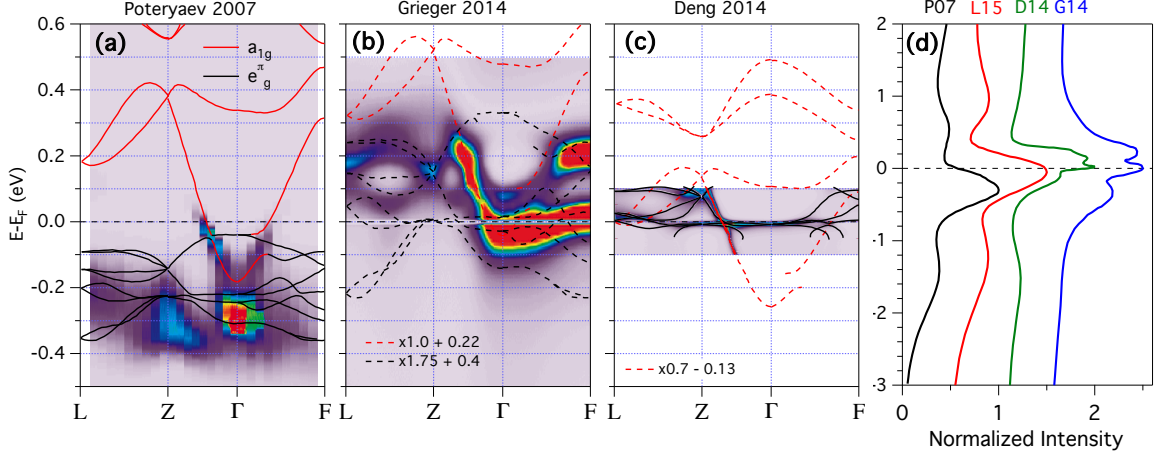 Poteryaev 2007
Grieger 2014
Deng 2014
P07 L15 D14 G14
(a)
(b)
(c)
(d)
a1g
eπg
x1.0 + 0.22
x1.75 + 0.4
x0.7 - 0.13
E-EF (eV)
0.6
0.4
0.2
0.0
-0.2
-0.4
L Z Γ F
L Z Γ F
L Z Γ F
2
1
0
-1
-2
-3
0 1 2
Normalized Intensity